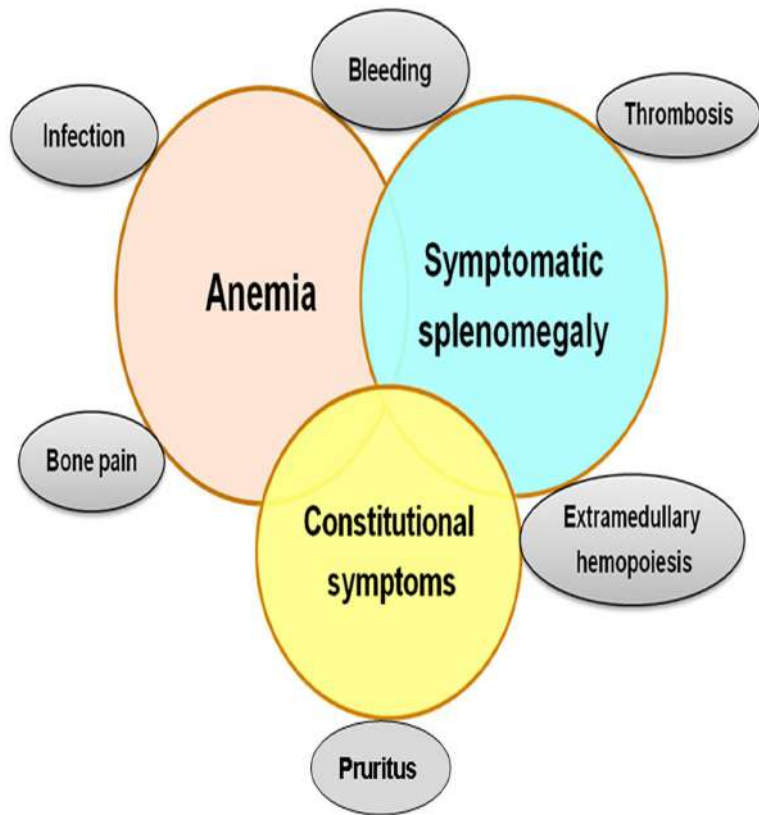 Bleeding
Thrombosis
Infection
Anemia
Symptomatic
splenomegaly
Bone pain
Constitutional
symptoms
Extramedullary
hemopoiesis
Pruritus